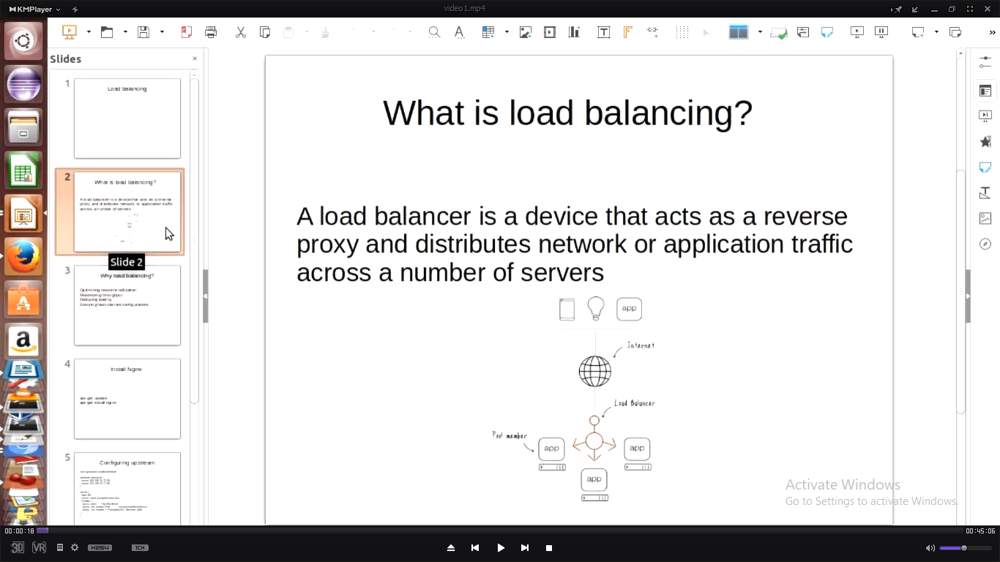 KMPlayer
video1.mp4
Slides
1
Load balancing
2
What is load balancing?
A load balancer is a device that acts as a reverse
proxy and distributes network or application traffic
across a number of servers
Slide 2
3
Why load balancing?
Optimizing resource utilization
Maximizing throughput
Reducing latency
Ensuring fault-tolerant configurations
4
Install Nginx
apt-get update
apt-get install nginx
5
Configuring upstream
What is load balancing?
A load balancer is a device that acts as a reverse
proxy and distributes network or application traffic
across a number of servers
app
Internet
Load Balancer
Pool member
app
app
app
Activate Windows
Go to Settings to activate Windows.
00:00:18
00:45:06
3D
VR
H264
1CH